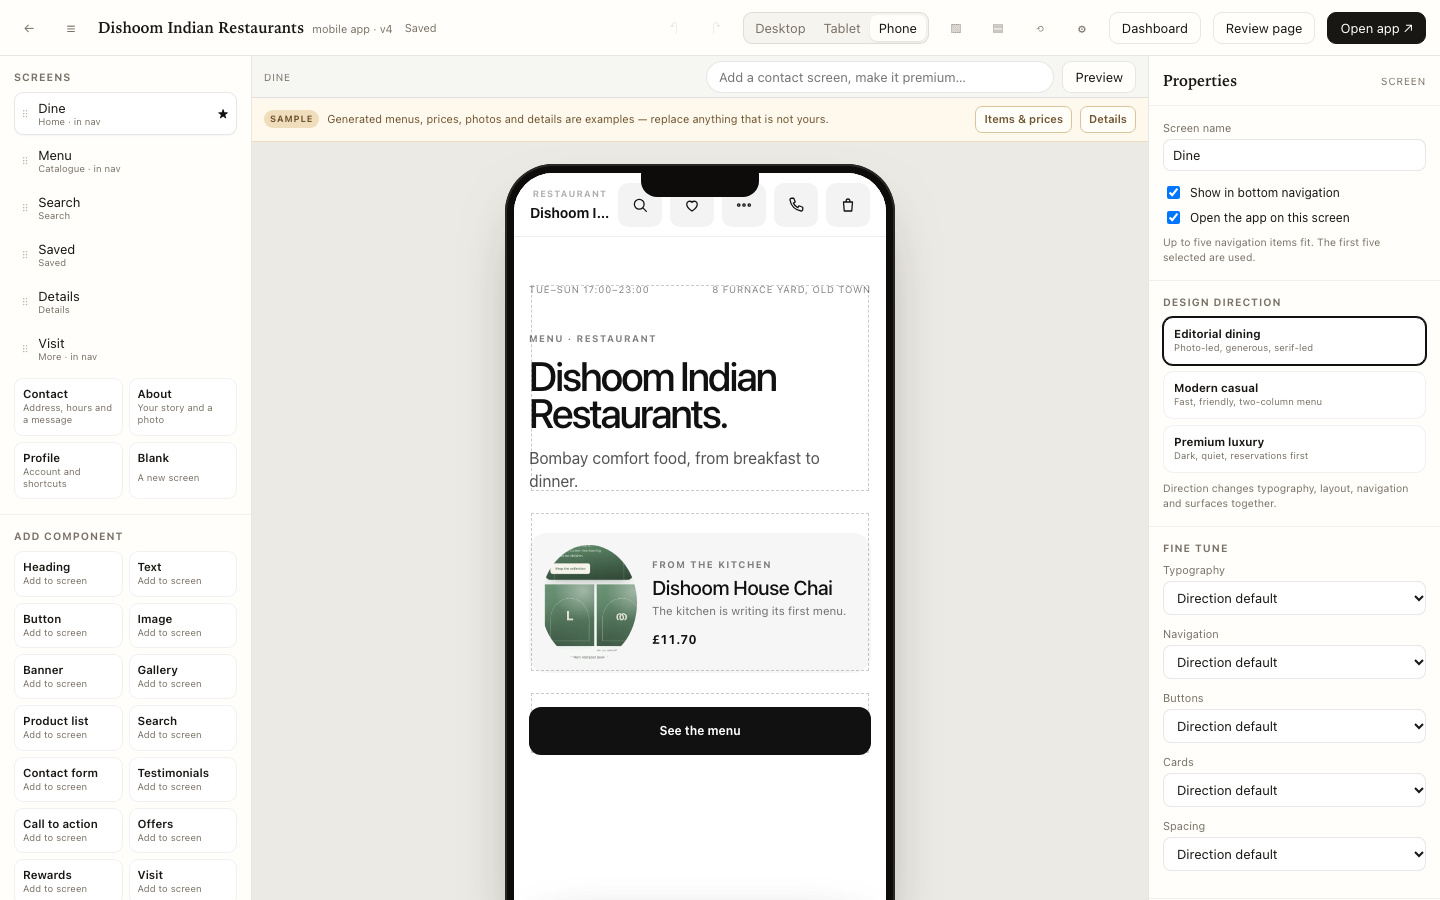 Dishoom Indian Restaurants mobile app · v4 Saved
Desktop Tablet Phone
Dashboard Review page Open app ↗
SCREENS
Dine
Home · in nav
Menu
Catalogue · in nav
Search
Search
Saved
Saved
Details
Details
Visit
More · in nav
Contact
Address, hours and
a message
About
Your story and a
photo
Profile
Account and
shortcuts
Blank
A new screen
ADD COMPONENT
Heading
Add to screen
Text
Add to screen
Button
Add to screen
Image
Add to screen
Banner
Add to screen
Gallery
Add to screen
Product list
Add to screen
Search
Add to screen
Contact form
Add to screen
Testimonials
Add to screen
Call to action
Add to screen
Offers
Add to screen
Rewards
Add to screen
Visit
Add to screen
DINE
Add a contact screen, make it premium...
Preview
SAMPLE Generated menus, prices, photos and details are examples — replace anything that is not yours.
Items & prices Details
RESTAURANT
Dishoom I...
TUE–SUN 17:00–23:00 8 FURNACE YARD, OLD TOWN
MENU · RESTAURANT
Dishoom Indian
Restaurants.
Bombay comfort food, from breakfast to
dinner.
FROM THE KITCHEN
Dishoom House Chai
The kitchen is writing its first menu.
£11.70
L
See the menu
Properties SCREEN
Screen name
Dine
Show in bottom navigation
Open the app on this screen
Up to five navigation items fit. The first five
selected are used.
DESIGN DIRECTION
Editorial dining
Photo-led, generous, serif-led
Modern casual
Fast, friendly, two-column menu
Premium luxury
Dark, quiet, reservations first
Direction changes typography, layout, navigation
and surfaces together.
FINE TUNE
Typography
Direction default
Navigation
Direction default
Buttons
Direction default
Cards
Direction default
Spacing
Direction default